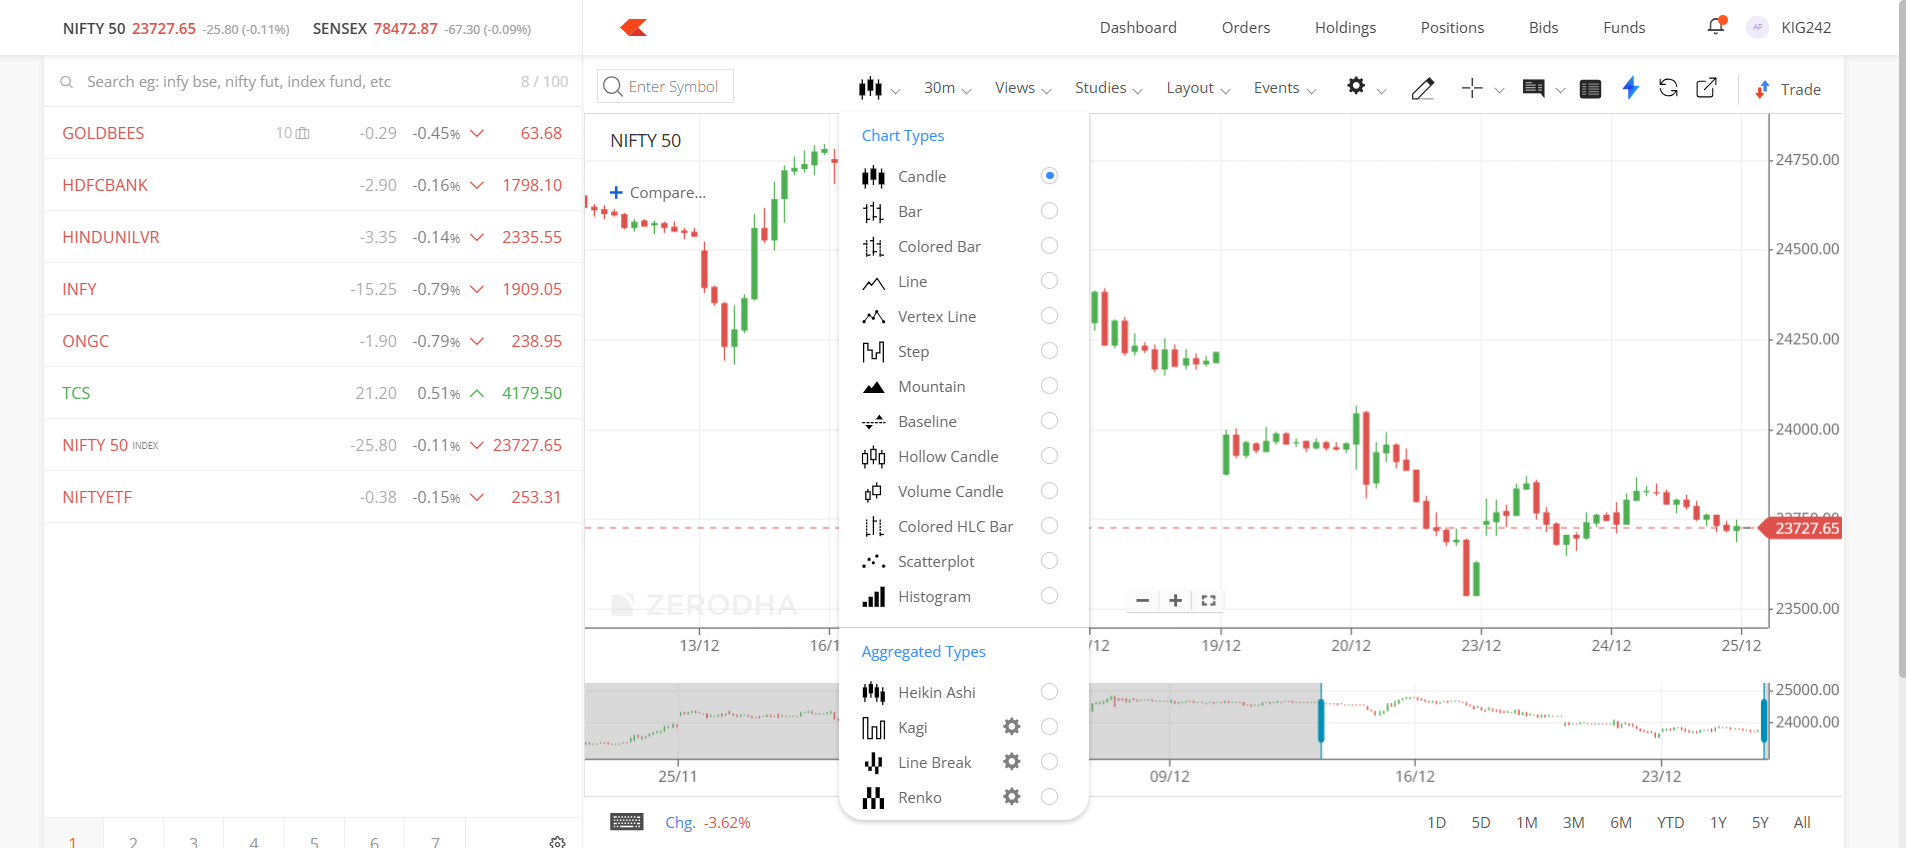 NIFTY 50 23727.65 -25.80 (-0.11%) SENSEX 78472.87 -67.30 (-0.09%)
Dashboard Orders Holdings Positions Bids Funds AP KIG242
Search eg: infy bse, nifty fut, index fund, etc 8 / 100
GOLDBEES 10 -0.29 -0.45% 63.68
HDFCBANK -2.90 -0.16% 1798.10
HINDUNILVR -3.35 -0.14% 2335.55
INFY -15.25 -0.79% 1909.05
ONGC -1.90 -0.79% 238.95
TCS 21.20 0.51% 4179.50
NIFTY 50 INDEX -25.80 -0.11% 23727.65
NIFTYETF -0.38 -0.15% 253.31
1 2 3 4 5 6 7
Enter Symbol 30m Views Studies Layout Events Trade
NIFTY 50
+ Compare...
Chart Types
Candle
Bar
Colored Bar
Line
Vertex Line
Step
Mountain
Baseline
Hollow Candle
Volume Candle
Colored HLC Bar
Scatterplot
Histogram
Aggregated Types
Heikin Ashi
Kagi
Line Break
Renko
24750.00
24500.00
24250.00
24000.00
23727.65
23500.00
ZERODHA
13/12 16/1 /12 19/12 20/12 23/12 24/12 25/12
25000.00
24000.00
25/11 09/12 16/12 23/12
Chg. -3.62% 1D 5D 1M 3M 6M YTD 1Y 5Y All